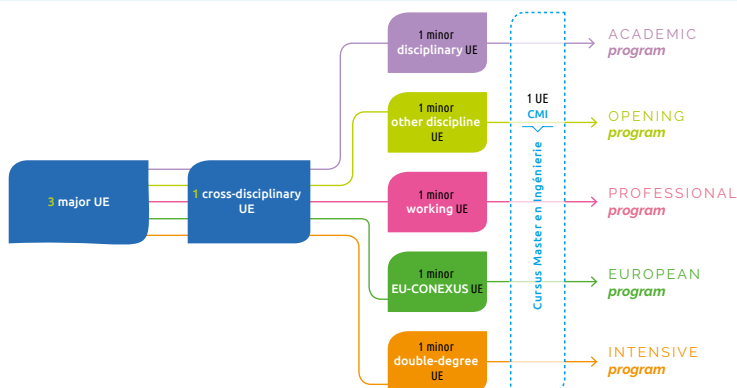 3 major UE
1 cross-disciplinary
UE
1 minor
disciplinary UE
1 minor
other discipline
UE
1 minor
working UE
1 minor
EU-CONEXUS UE
1 minor
double-degree
UE
1 UE
CMI
Cursus Master en Ingénierie
ACADEMIC
program
OPENING
program
PROFESSIONAL
program
EUROPEAN
program
INTENSIVE
program